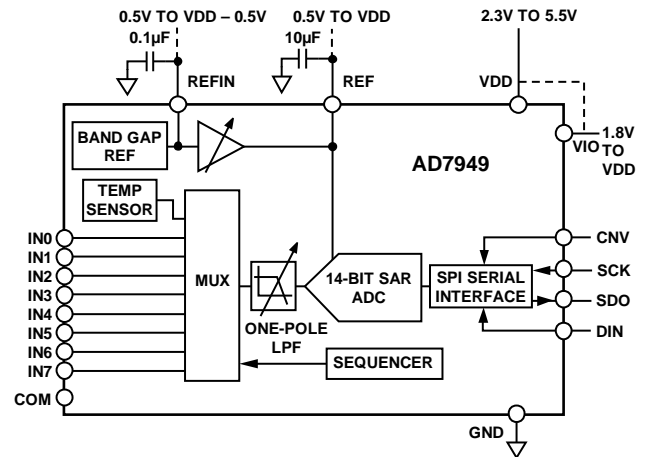 0.5V TO VDD – 0.5V
0.1µF
0.5V TO VDD
10µF
2.3V TO 5.5V
REFIN
REF
VDD
BAND GAP
REF
AD7949
VIO
1.8V
TO
VDD
TEMP
SENSOR
IN0
IN1
IN2
IN3
IN4
IN5
IN6
IN7
COM
MUX
ONE-POLE
LPF
14-BIT SAR
ADC
SPI SERIAL
INTERFACE
CNV
SCK
SDO
DIN
SEQUENCER
GND